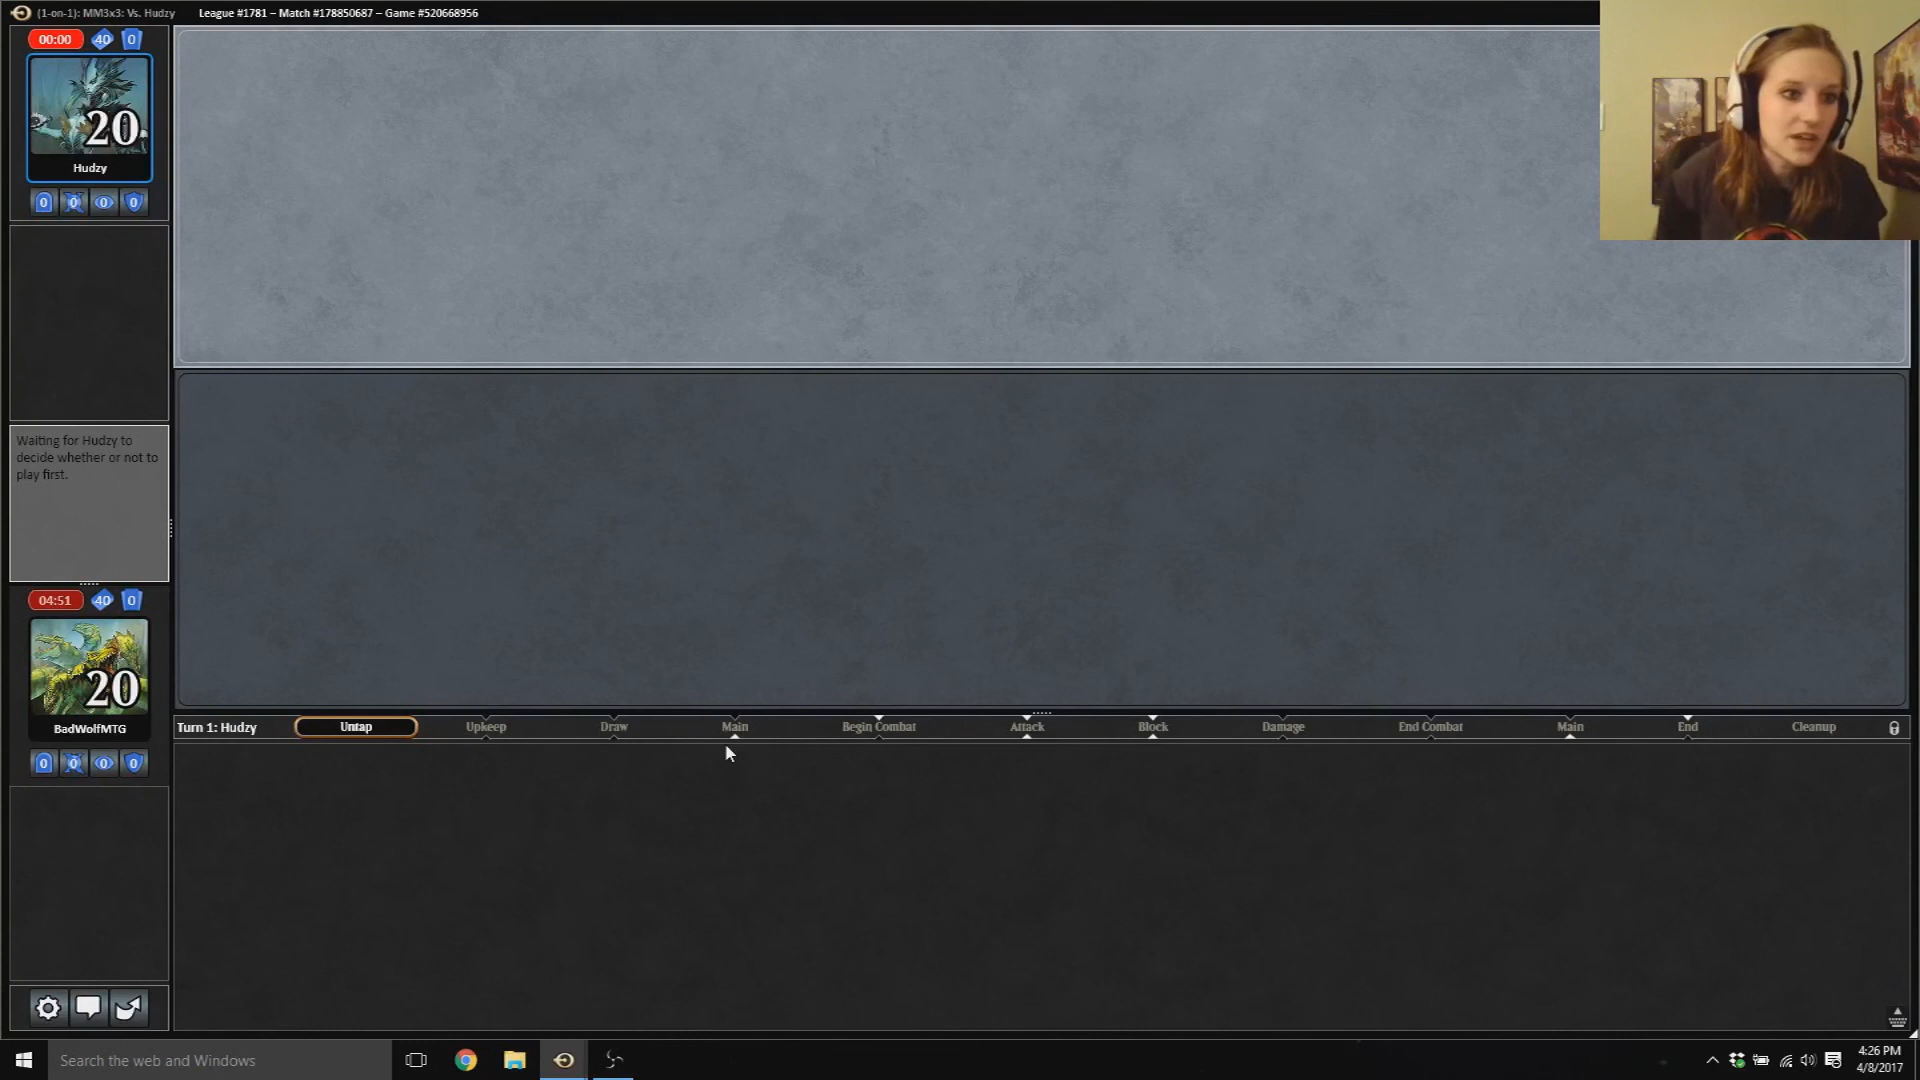 (1-on-1): MM3x3: Vs. Hudzy
League #1781 – Match #178850687 – Game #520668956
00:00
40
0
20
Hudzy
0
0
0
0
Waiting for Hudzy to
decide whether or not to
play first.
04:51
40
0
20
BadWolfMTG
0
0
0
0
Turn 1: Hudzy
Untap
Upkeep
Draw
Main
Begin Combat
Attack
Block
Damage
End Combat
Main
End
Cleanup
Search the web and Windows
4:26 PM
4/8/2017